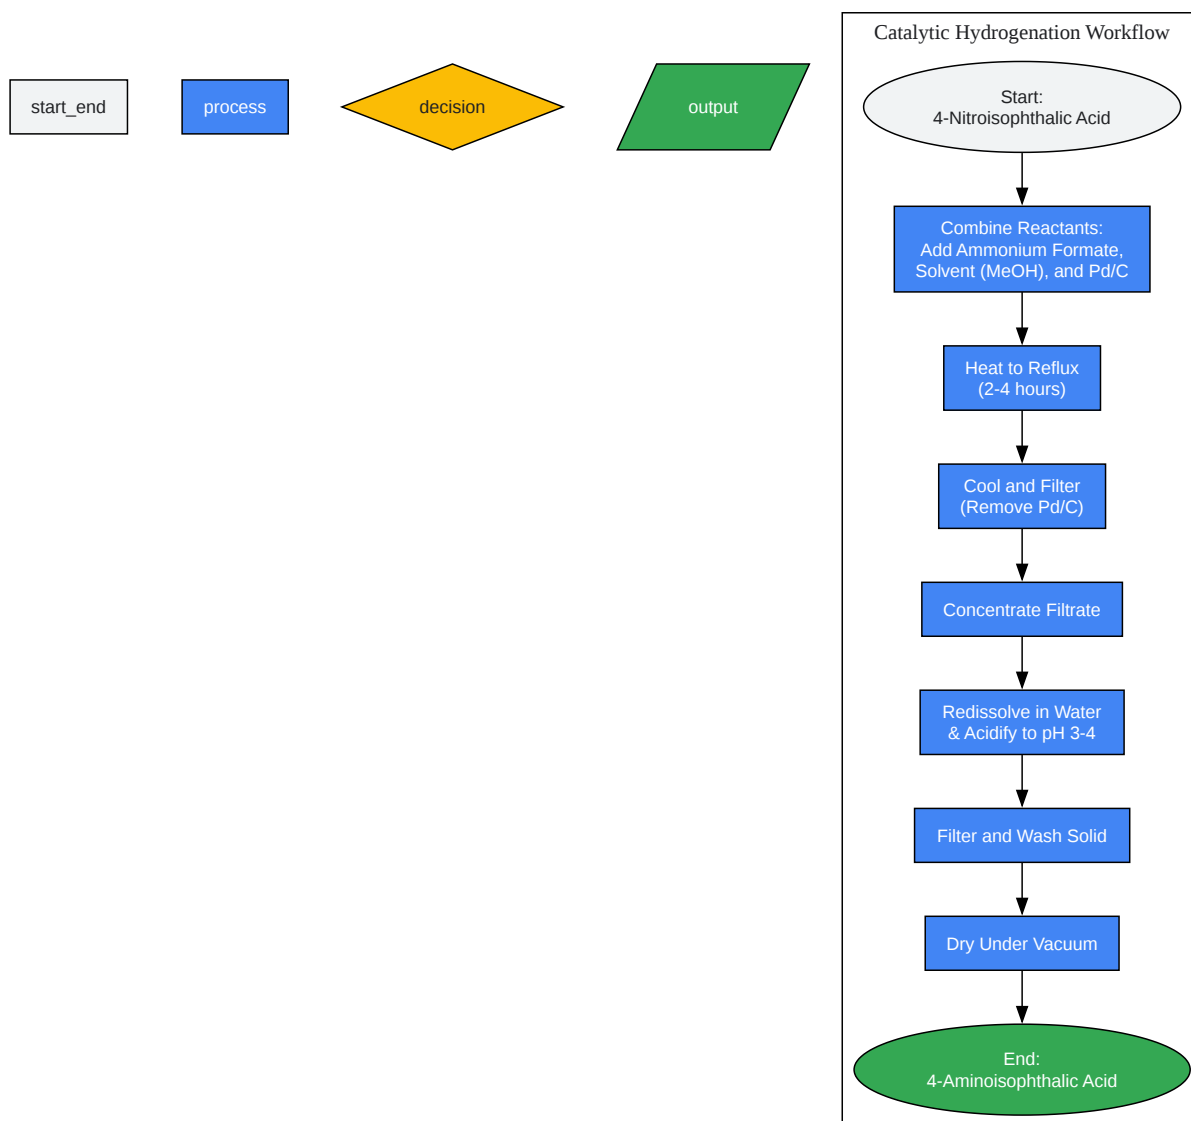 Catalytic Hydrogenation Workflow
start_end
process
decision
output
Start:
4-Nitroisophthalic Acid
Combine Reactants:
Add Ammonium Formate,
Solvent (MeOH), and Pd/C
Heat to Reflux
(2-4 hours)
Cool and Filter
(Remove Pd/C)
Concentrate Filtrate
Redissolve in Water
& Acidify to pH 3-4
Filter and Wash Solid
Dry Under Vacuum
End:
4-Aminoisophthalic Acid